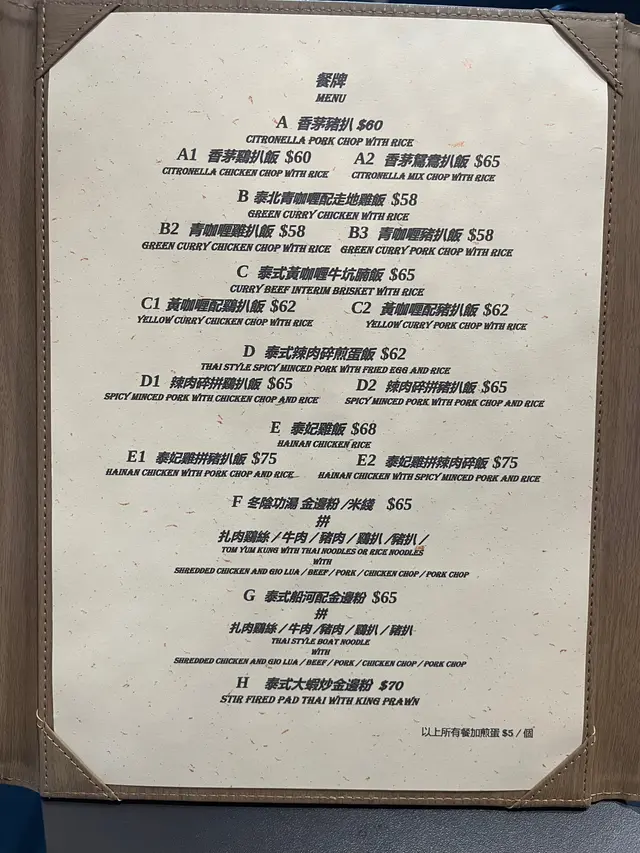 餐牌
MENU
A 香茅豬扒 $60
CITRONELLA PORK CHOP WITH RICE
A1 香茅鷄扒飯 $60 A2 香茅鴛鴦扒飯 $65
CITRONELLA CHICKEN CHOP WITH RICE CITRONELLA MIX CHOP WITH RICE
B 泰北青咖喱配走地雞飯 $58
GREEN CURRY CHICKEN WITH RICE
B2 青咖喱雞扒飯 $58 B3 青咖喱豬扒飯 $58
GREEN CURRY CHICKEN CHOP WITH RICE GREEN CURRY PORK CHOP WITH RICE
C 泰式黃咖喱牛坑腩飯 $65
CURRY BEEF INTERIM BRISKET WITH RICE
C1 黃咖喱配鷄扒飯 $62 C2 黃咖喱配豬扒飯 $62
YELLOW CURRY CHICKEN CHOP WITH RICE YELLOW CURRY PORK CHOP WITH RICE
D 泰式辣肉碎煎蛋飯 $62
THAI STYLE SPICY MINCED PORK WITH FRIED EGG AND RICE
D1 辣肉碎拼鷄扒飯 $65 D2 辣肉碎拼豬扒飯 $65
SPICY MINCED PORK WITH CHICKEN CHOP AND RICE SPICY MINCED PORK WITH PORK CHOP AND RICE
E 泰妃雞飯 $68
HAINAN CHICKEN RICE
E1 泰妃雞拼豬扒飯 $75 E2 泰妃雞拼辣肉碎飯 $75
HAINAN CHICKEN WITH PORK CHOP AND RICE HAINAN CHICKEN WITH SPICY MINCED PORK AND RICE
F 冬陰功湯 金邊粉 /米綫 $65
拼
扎肉鷄絲 / 牛肉 / 豬肉 / 鷄扒 / 豬扒 /
TOM YUM KUNG WITH THAI NOODLES OR RICE NOODLES
WITH
SHREDDED CHICKEN AND GIO LUA / BEEF / PORK / CHICKEN CHOP / PORK CHOP
G 泰式船河配金邊粉 $65
拼
扎肉鷄絲 / 牛肉 / 豬肉 / 鷄扒 / 豬扒
THAI STYLE BOAT NOODLE
WITH
SHREDDED CHICKEN AND GIO LUA / BEEF / PORK / CHICKEN CHOP / PORK CHOP
H 泰式大蝦炒金邊粉 $70
STIR FIRED PAD THAI WITH KING PRAWN
以上所有餐加煎蛋 $5 / 個